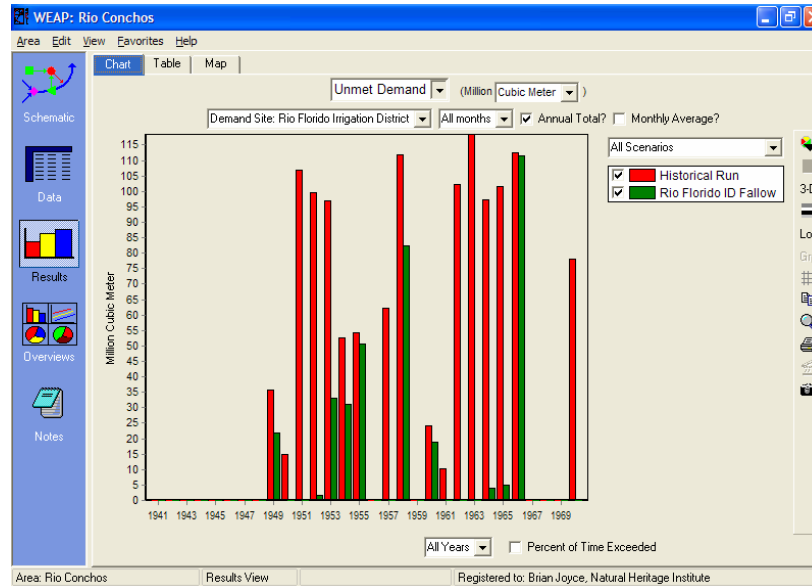 WEAP: Rio Conchos
Area Edit View Favorites Help
Chart Table Map
Unmet Demand (Million Cubic Meter )
Demand Site: Rio Florido Irrigation District All months Annual Total? Monthly Average?
All Scenarios
Historical Run
Rio Florido ID Fallow
Schematic
Data
Results
Overviews
Notes
Million Cubic Meter
115
110
105
100
95
90
85
80
75
70
65
60
55
50
45
40
35
30
25
20
15
10
5
0
1941 1943 1945 1947 1949 1951 1953 1955 1957 1959 1961 1963 1965 1967 1969
3-D
Lo
Gr
All Years Percent of Time Exceeded
Area: Rio Conchos Results View Registered to: Brian Joyce, Natural Heritage Institute